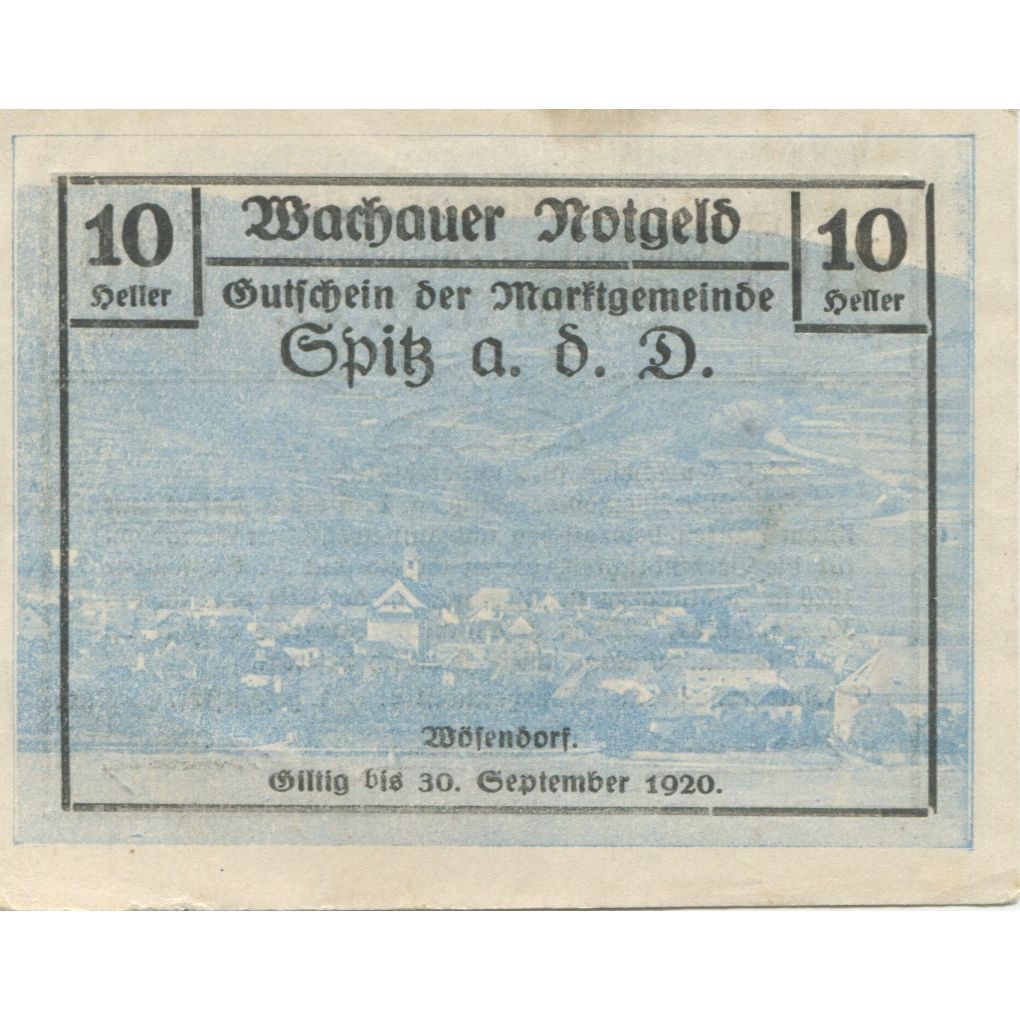 10
Heller
Wachauer Notgeld
10
Heller
Gutschein der Marktgemeinde
Spitz a. d. D.
Wösendorf.
Giltig bis 30. September 1920.